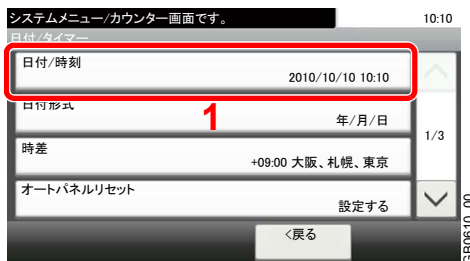 システムメニュー/カウンター画面です。
10:10
日付/タイマー
日付/時刻
2010/10/10 10:10
1
日付形式
年/月/日
1/3
時差
+09:00 大阪、札幌、東京
オートパネルリセット
設定する
<戻る
GB0610_00